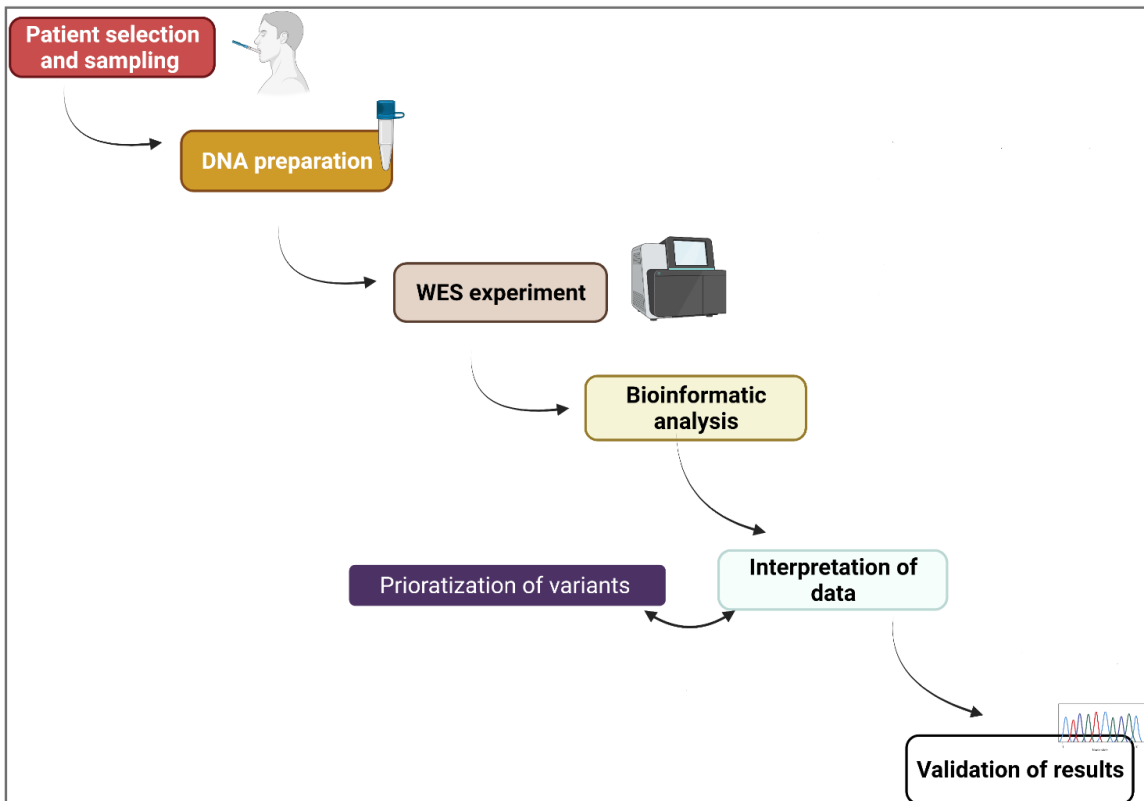 Patient selection
and sampling
DNA preparation
WES experiment
Bioinformatic
analysis
Prioratization of variants
Interpretation of
data
Validation of results